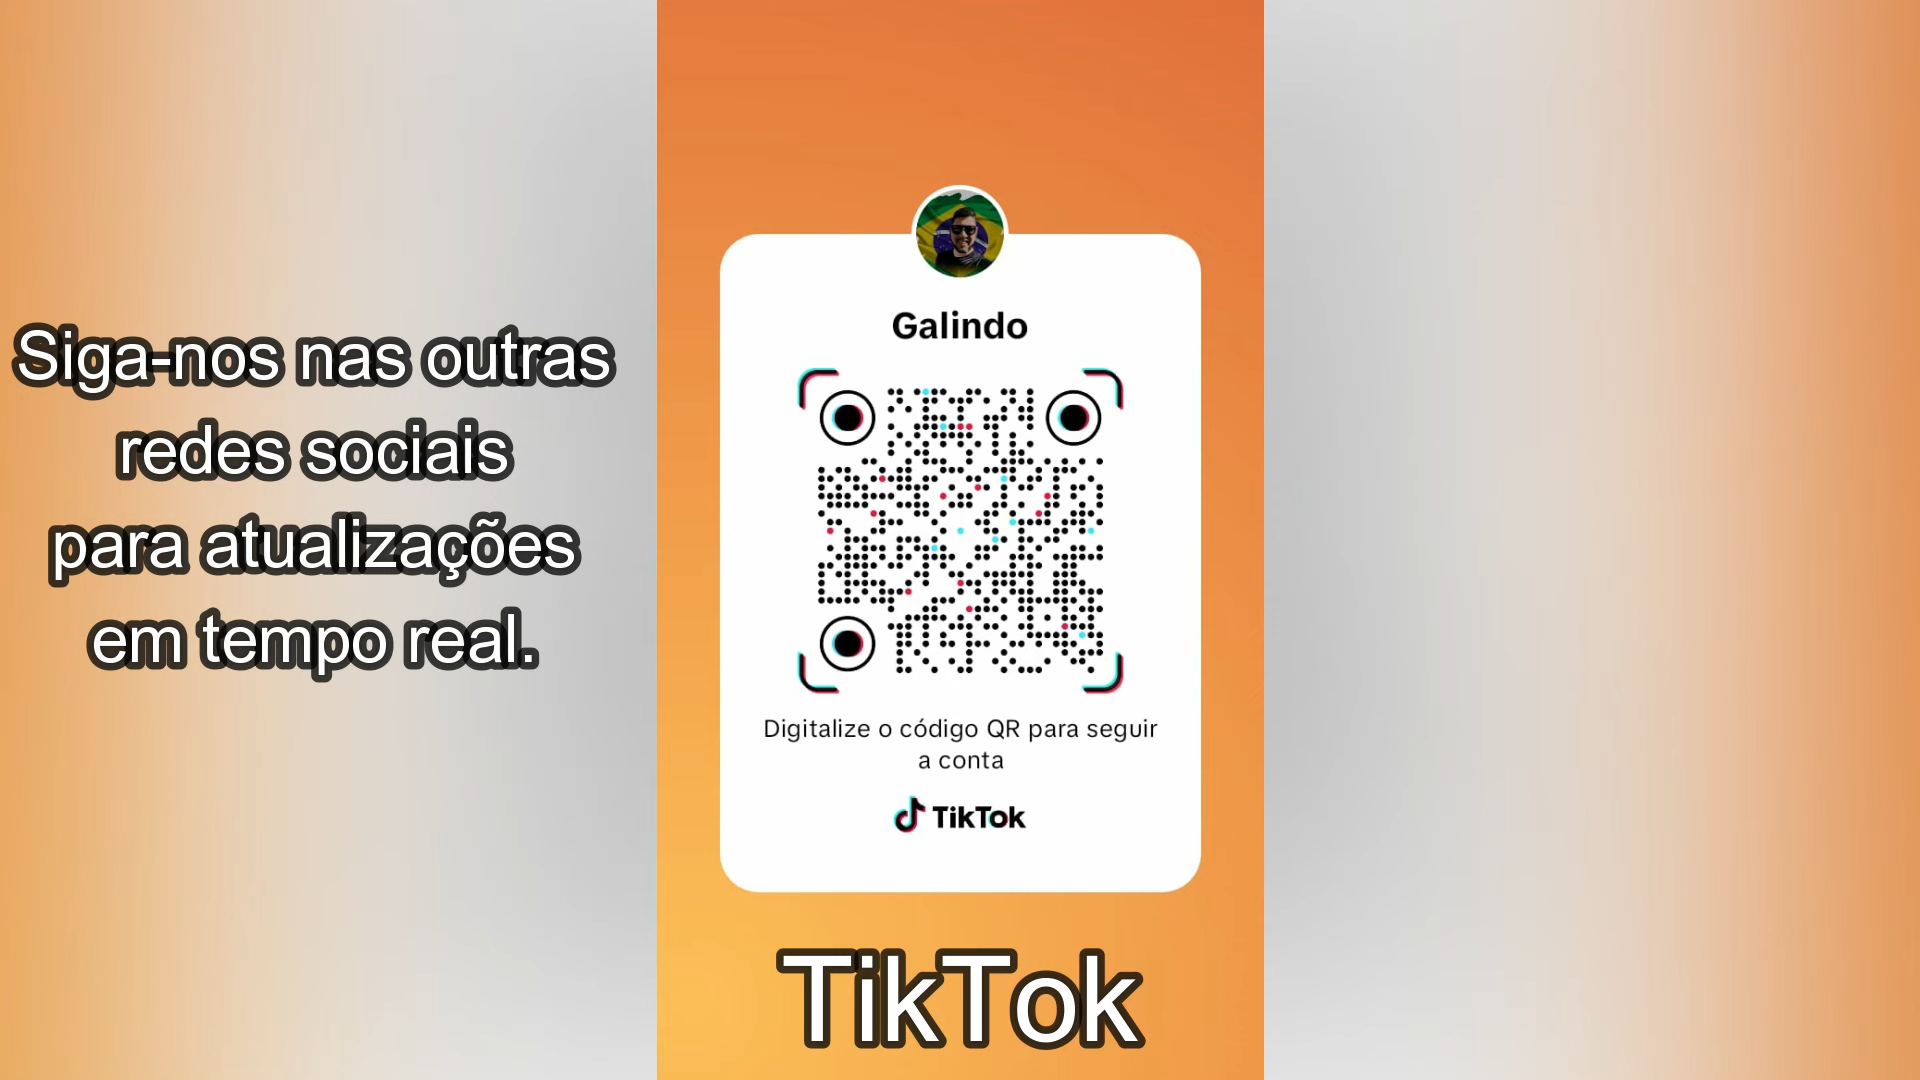 Siga-nos nas outras
redes sociais
para atualizações
em tempo real.
Galindo
Digitalize o código QR para seguir
a conta
TikTok
TikTok